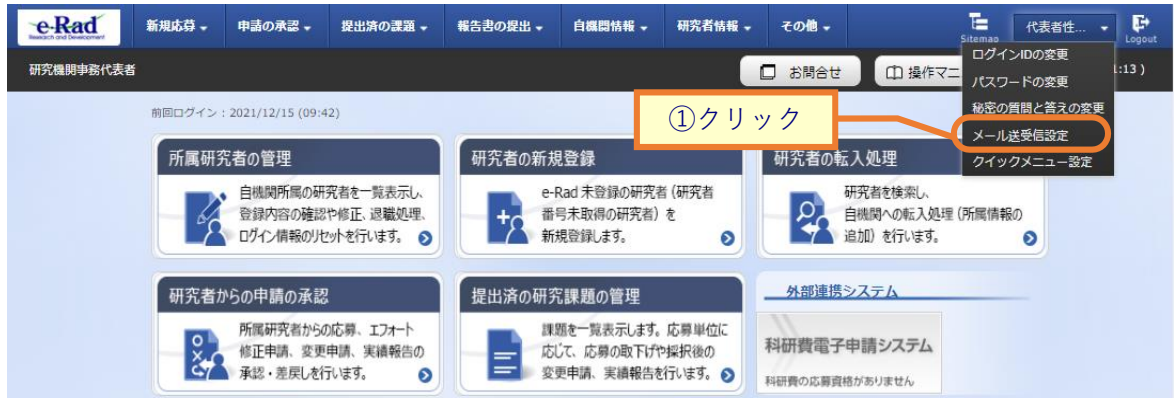 e-Rad
Research and Development
新規応募
申請の承認
提出済の課題
報告書の提出
自機関情報
研究者情報
その他
Sitemap
代表者性...
Logout
研究機関事務代表者
お問合せ
操作マニ
1:13 )
ログインIDの変更
パスワードの変更
秘密の質問と答えの変更
メール送受信設定
クイックメニュー設定
前回ログイン : 2021/12/15 (09:42)
①クリック
所属研究者の管理
自機関所属の研究者を一覧表示し、
登録内容の確認や修正、退職処理、
ログイン情報のリセットを行います。
研究者の新規登録
e-Rad 未登録の研究者 (研究者
番号未取得の研究者) を
新規登録します。
研究者の転入処理
研究者を検索し、
自機関への転入処理 (所属情報の
追加) を行います。
研究者からの申請の承認
所属研究者からの応募、エフォート
修正申請、変更申請、実績報告の
承認・差戻しを行います。
提出済の研究課題の管理
課題を一覧表示します。応募単位に
応じて、応募の取下げや採択後の
変更申請、実績報告を行います。
外部連携システム
科研費電子申請システム
科研費の応募資格がありません